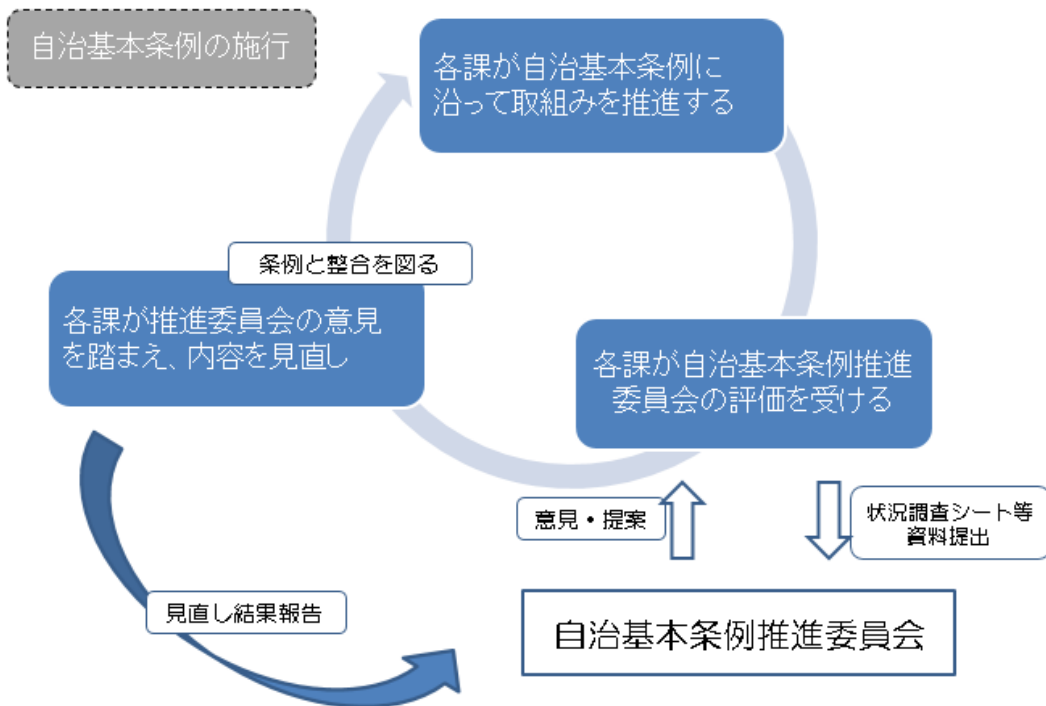 自治基本条例の施行
各課が自治基本条例に
沿って取組みを推進する
条例と整合を図る
各課が推進委員会の意見
を踏まえ、内容を見直し
各課が自治基本条例推進
委員会の評価を受ける
意見・提案
状況調査シート等
資料提出
見直し結果報告
自治基本条例推進委員会